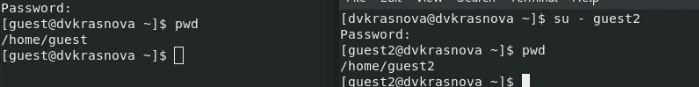 Password:
[guest@dvkrasnova ~]$ pwd
/home/guest
[guest@dvkrasnova ~]$
[dvkrasnova@dvkrasnova ~]$ su - guest2
Password:
[guest2@dvkrasnova ~]$ pwd
/home/guest2
[guest2@dvkrasnova ~]$